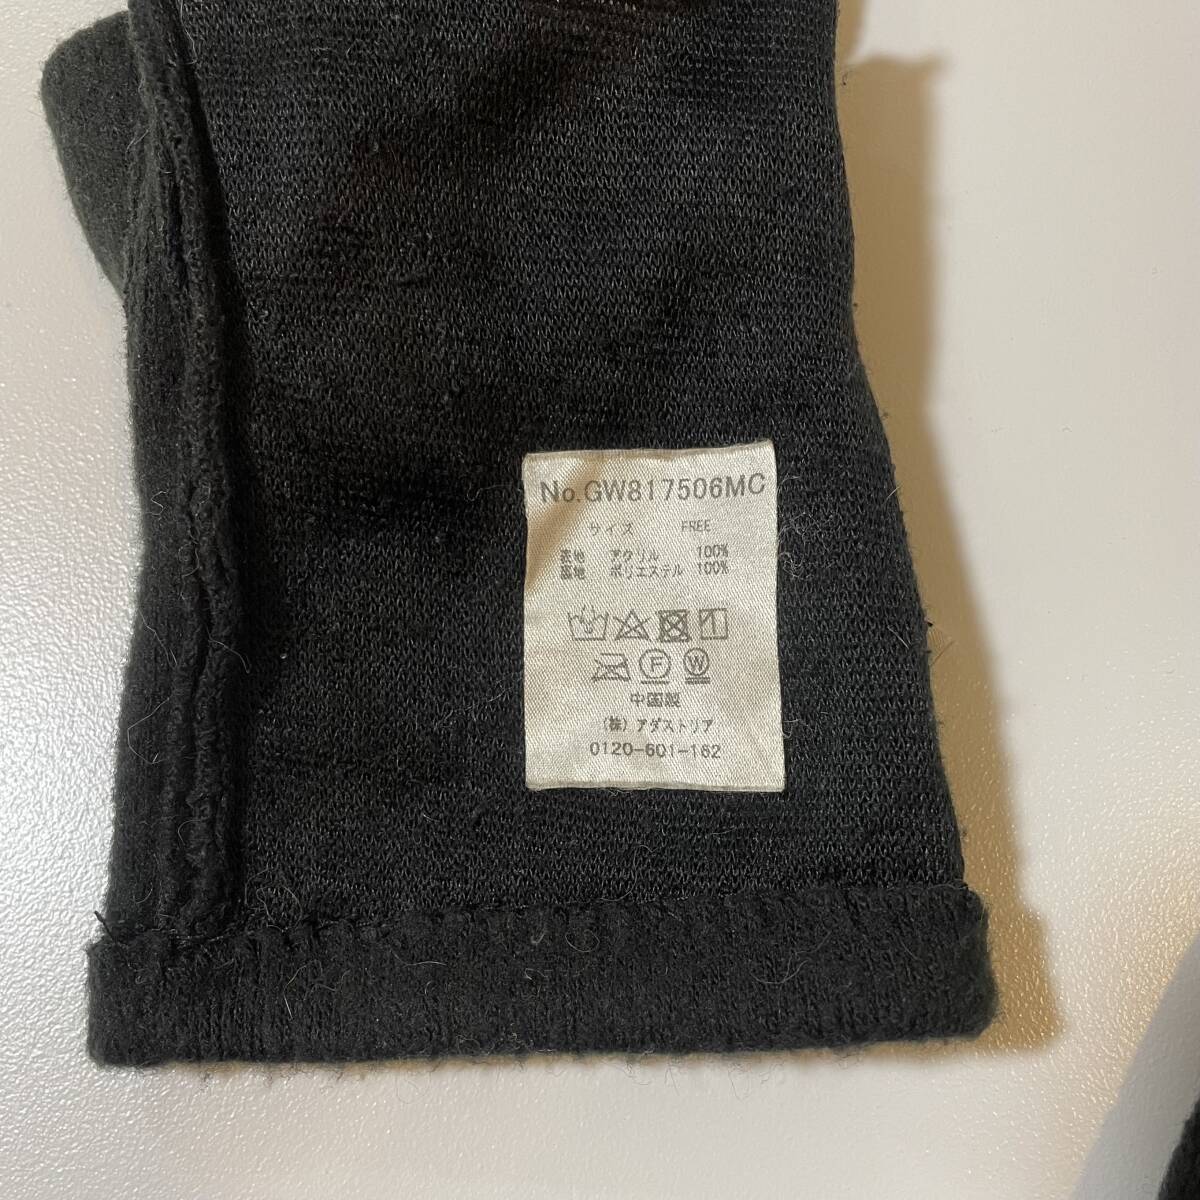 No.GW817506MC
サイズ FREE
表地 アクリル 100%
裏地 ポリエステル 100%
F W
中国製
(株) アダストリア
0120-601-162